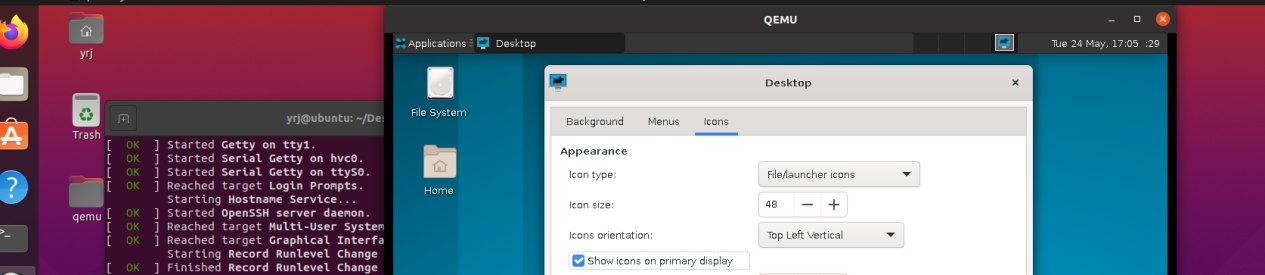 QEMU
Applications
Desktop
Tue 24 May, 17:05 :29
yrj
Trash
qemu
yrj@ubuntu: ~/Des
[ OK ] Started Getty on tty1.
[ OK ] Started Serial Getty on hvc0.
[ OK ] Started Serial Getty on ttyS0.
[ OK ] Reached target Login Prompts.
Starting Hostname Service...
[ OK ] Started OpenSSH server daemon.
[ OK ] Reached target Multi-User System
[ OK ] Reached target Graphical Interfa
Starting Record Runlevel Change
[ OK ] Finished Record Runlevel Change
File System
Home
Desktop
Background Menus Icons
Appearance
Icon type: File/launcher icons
Icon size: 48
Icons orientation: Top Left Vertical
Show icons on primary display